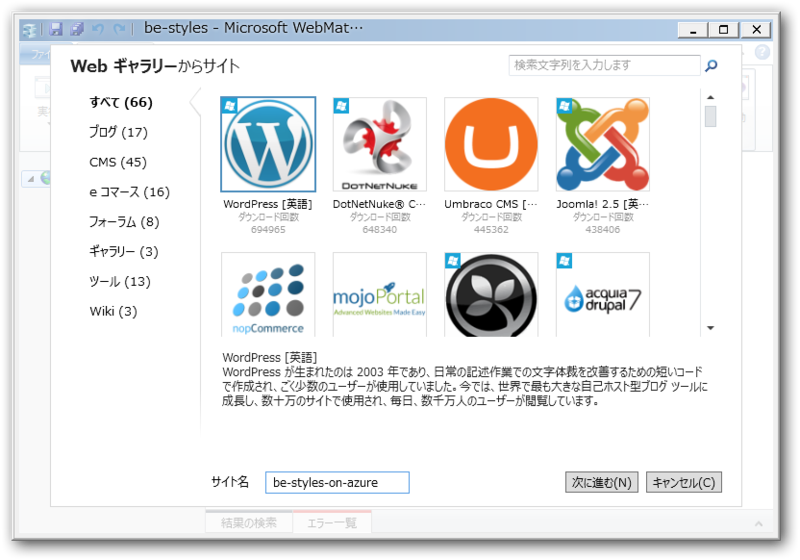 be-styles - Microsoft WebMat…
Web ギャラリーからサイト
検索文字列を入力します
すべて (66)
ブログ (17)
CMS (45)
e コマース (16)
フォーラム (8)
ギャラリー (3)
ツール (13)
Wiki (3)
DOTNETNUKE
WordPress [英語]
ダウンロード回数
694965
DotNetNuke® C…
ダウンロード回数
648340
Umbraco CMS […
ダウンロード回数
445362
Joomla! 2.5 [英…
ダウンロード回数
438406
nopCommerce
mojoPortal
Advanced Websites Made Easy
acquia
drupal 7
WordPress [英語]
WordPress が生まれたのは 2003 年であり、日常の記述作業での文字体裁を改善するための短いコード
で作成され、ごく少数のユーザーが使用していました。今では、世界で最も大きな自己ホスト型ブログ ツールに
成長し、数十万のサイトで使用され、毎日、数千万人のユーザーが閲覧しています。
サイト名
be-styles-on-azure
次に進む(N)
キャンセル(C)
結果の検索
エラー一覧